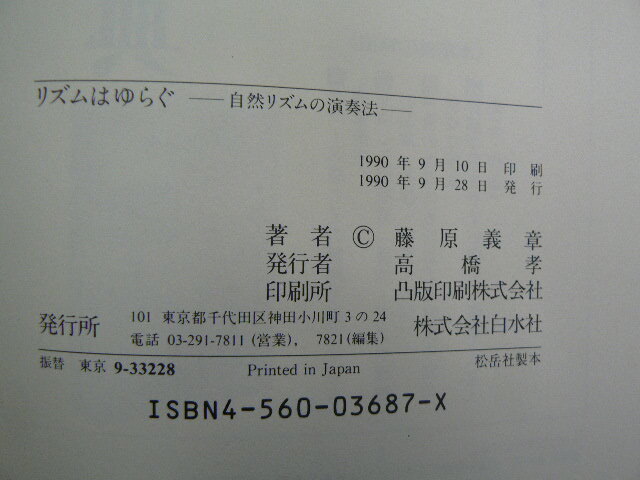 リズムはゆらぐ ——自然リズムの演奏法——
1990 年 9 月 10 日 印 刷
1990 年 9 月 28 日 発 行
著 者 © 藤 原 義 章
発行者 高 橋 孝
印刷所 凸版印刷株式会社
発行所 101 東京都千代田区神田小川町 3 の 24 株式会社白水社
電話 03-291-7811 (営業), 7821 (編集)
振替 東京 9-33228 Printed in Japan 松岳社製本
ISBN4-560-03687-X